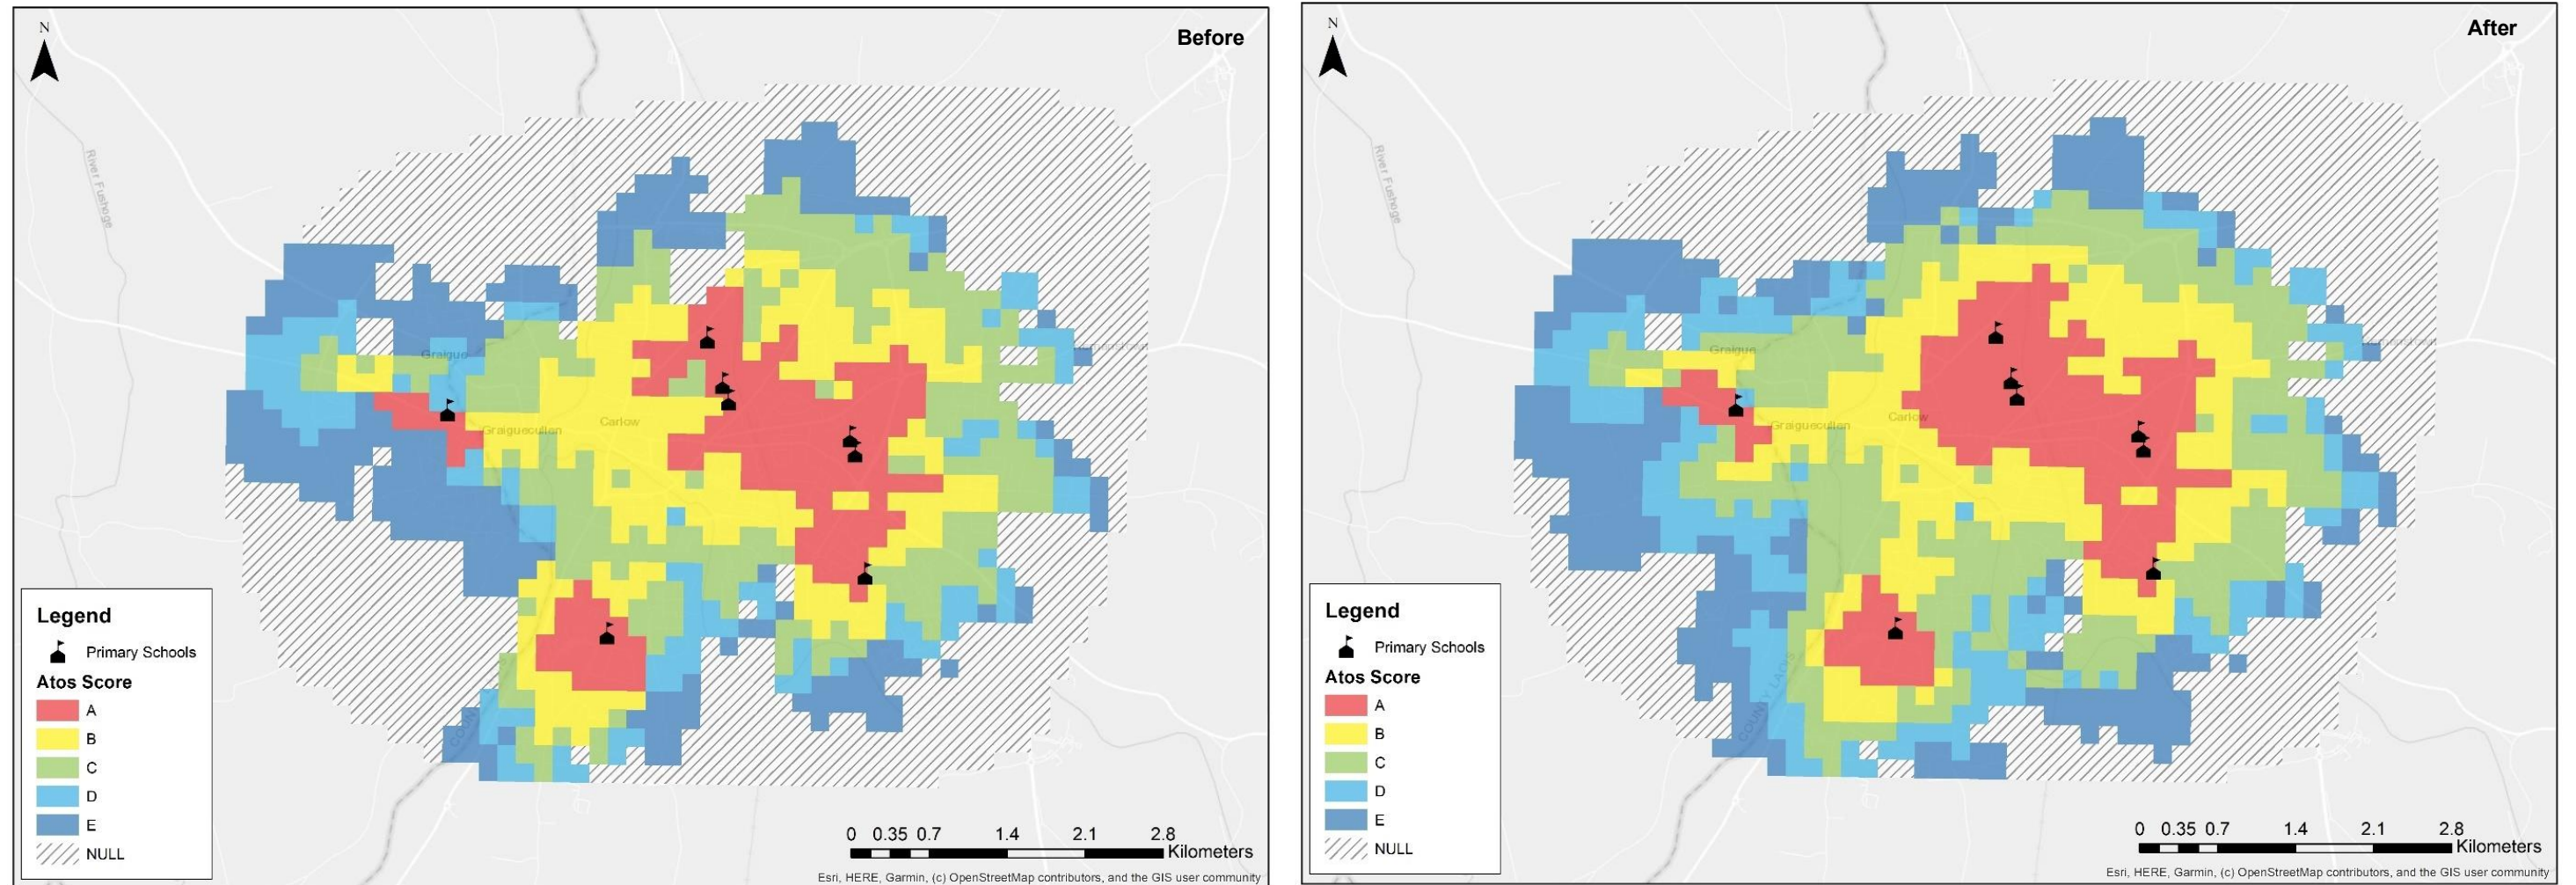 N
Before
River Fushoge
Graigue
Carlow
Graiguecullen
COUN
Legend
Primary Schools
Atos Score
A
B
C
D
E
NULL
0 0.35 0.7 1.4 2.1 2.8
Kilometers
Esri, HERE, Garmin, (c) OpenStreetMap contributors, and the GIS user community
N
After
River Fushoge
Graigue
Carlow
Graiguecullen
COUNTY LAOIS
Legend
Primary Schools
Atos Score
A
B
C
D
E
NULL
0 0.35 0.7 1.4 2.1 2.8
Kilometers
Esri, HERE, Garmin, (c) OpenStreetMap contributors, and the GIS user community